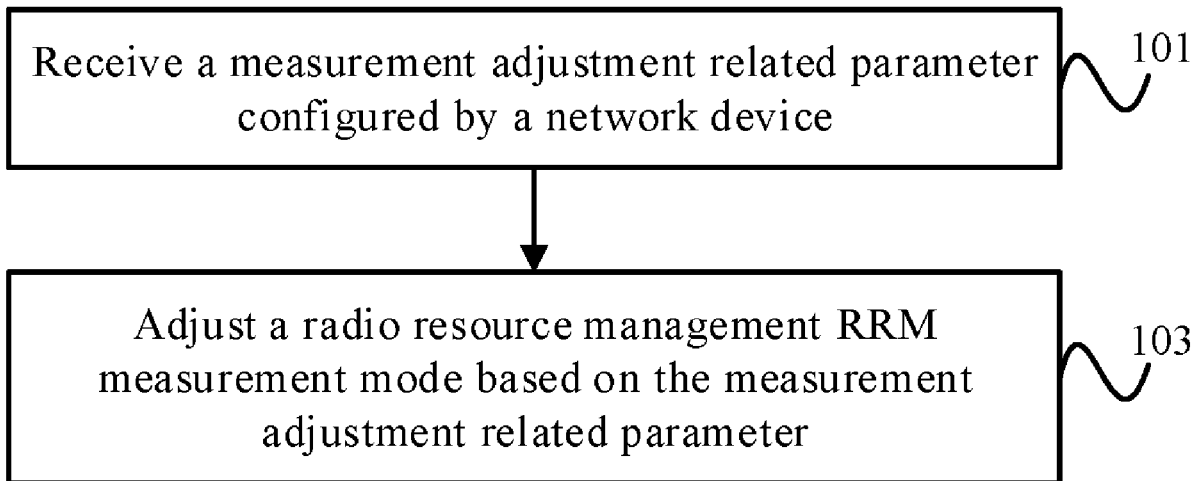 Receive a measurement adjustment related parameter
configured by a network device
101
Adjust a radio resource management RRM
measurement mode based on the measurement
adjustment related parameter
103